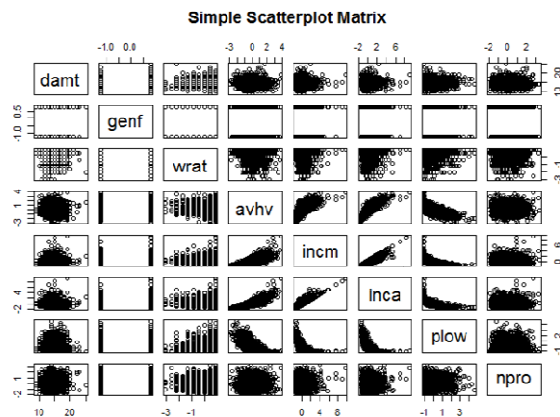 Simple Scatterplot Matrix
-1.0 0.0
-3 0 2 4
-2 2 6
-2 0 2
damt
10 20
genf
-1.0 0.5
wrat
-3 -1
avhv
-3 1 4
incm
0 6
Inca
-2 4
plow
-1 2
npro
-2 1
10 20
-3 -1
0 4 8
-1 1 3